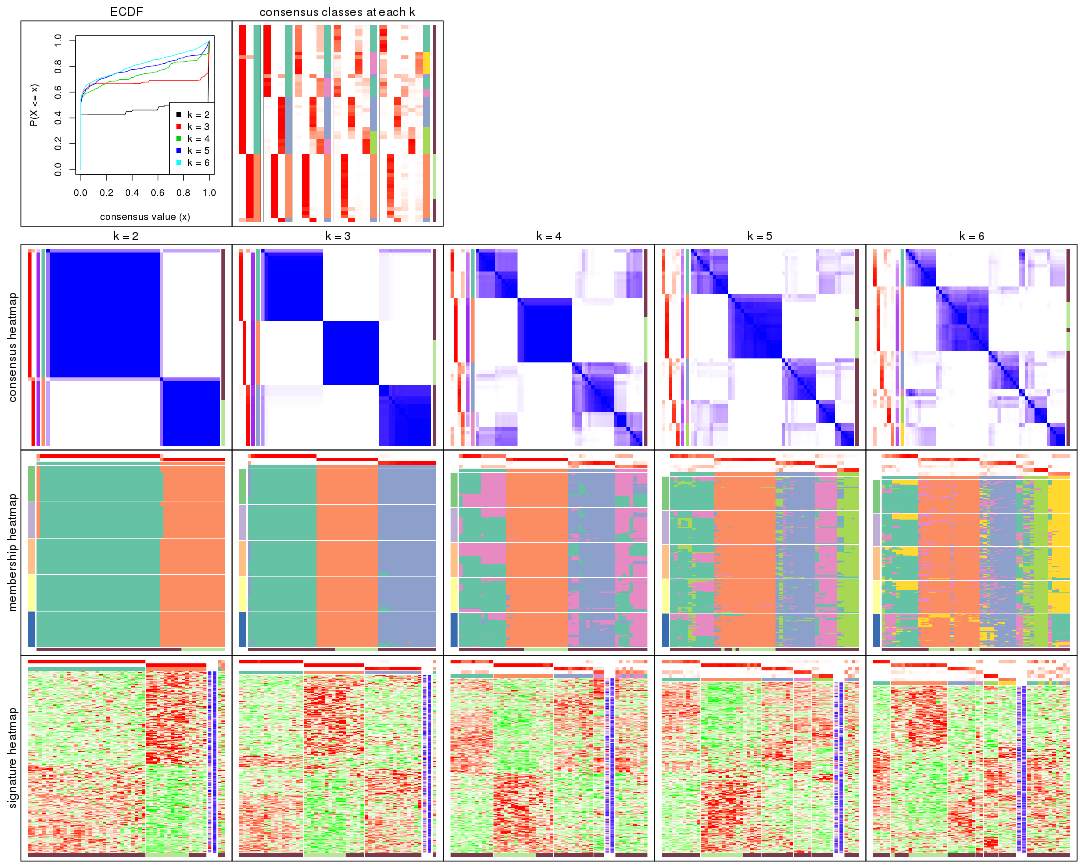 ECDF
consensus classes at each k
P(X <= x)
0.0 0.2 0.4 0.6 0.8 1.0
k = 2
k = 3
k = 4
k = 5
k = 6
0.0 0.2 0.4 0.6 0.8 1.0
consensus value (x)
k = 2 k = 3 k = 4 k = 5 k = 6
consensus heatmap
membership heatmap
signature heatmap